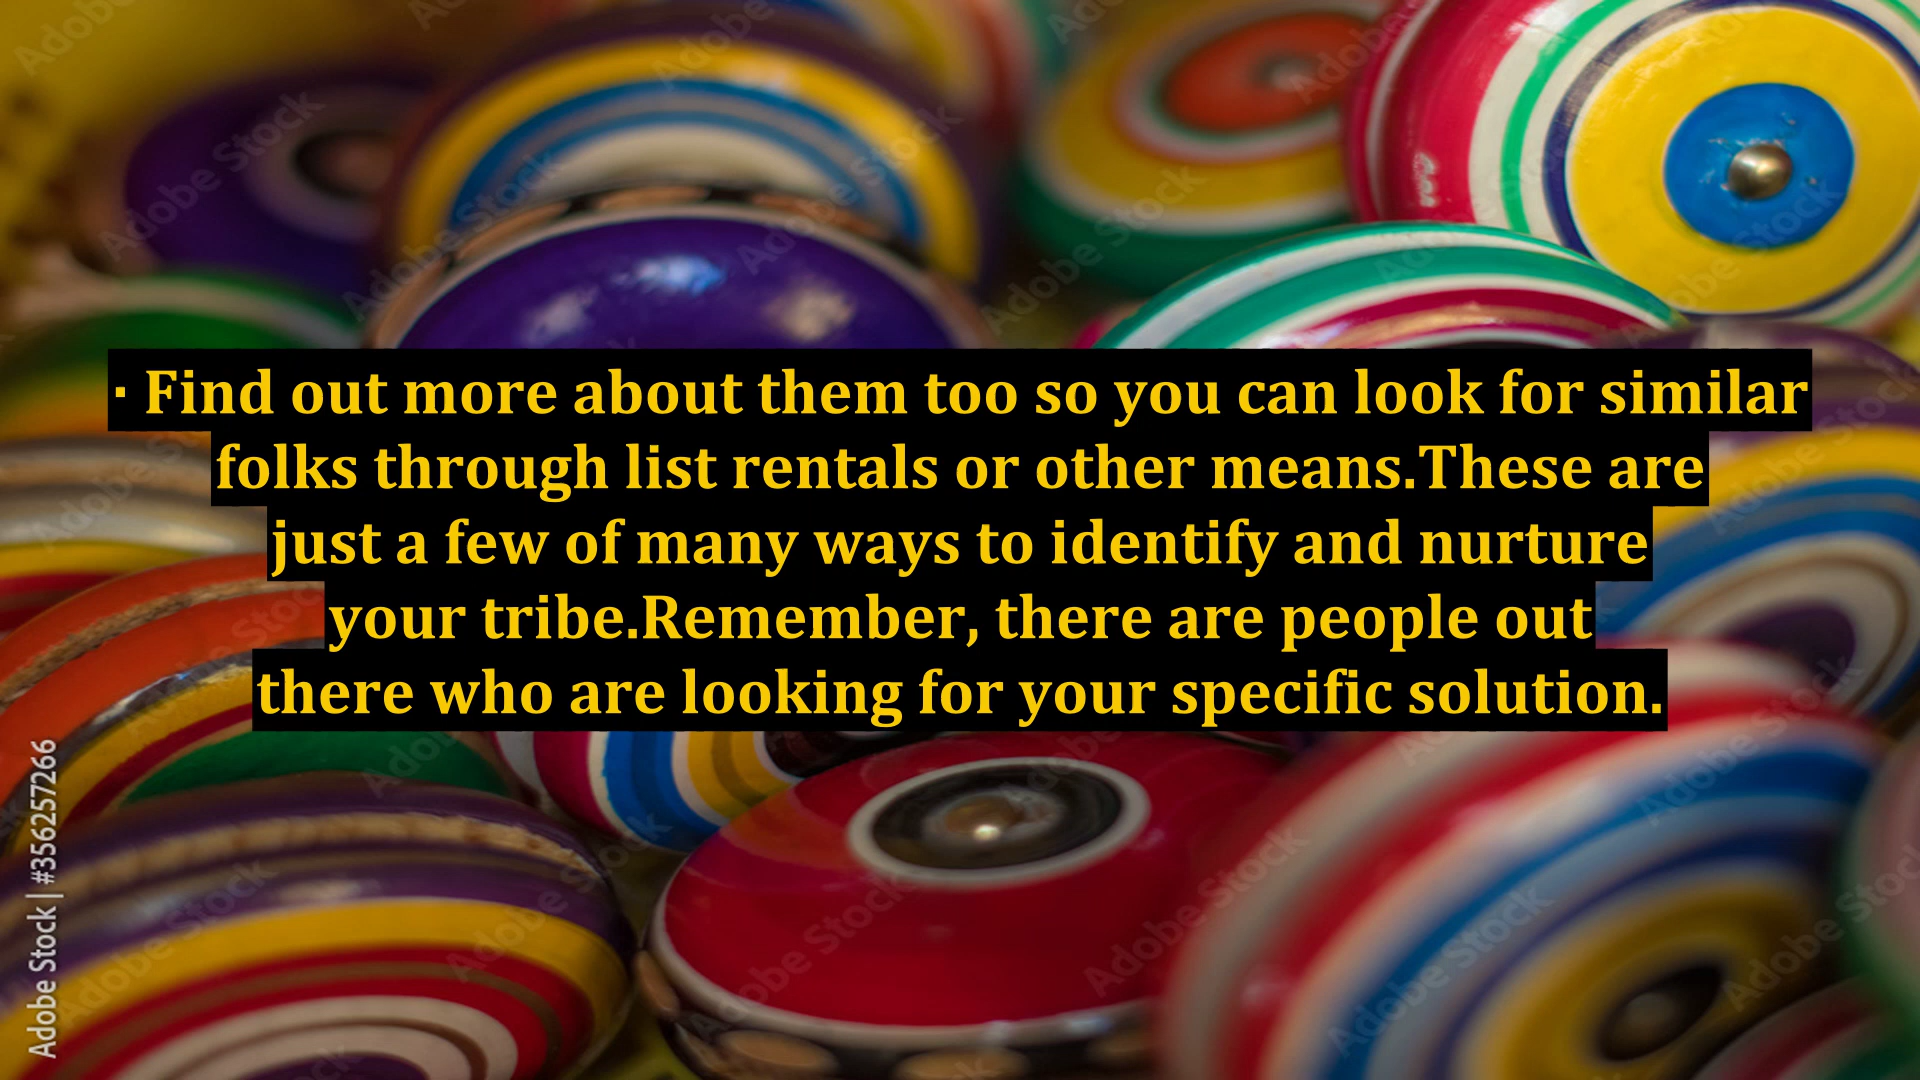 · Find out more about them too so you can look for similar
folks through list rentals or other means.These are
just a few of many ways to identify and nurture
your tribe.Remember, there are people out
there who are looking for your specific solution.
Adobe Stock | #356257266
Adobe Stock